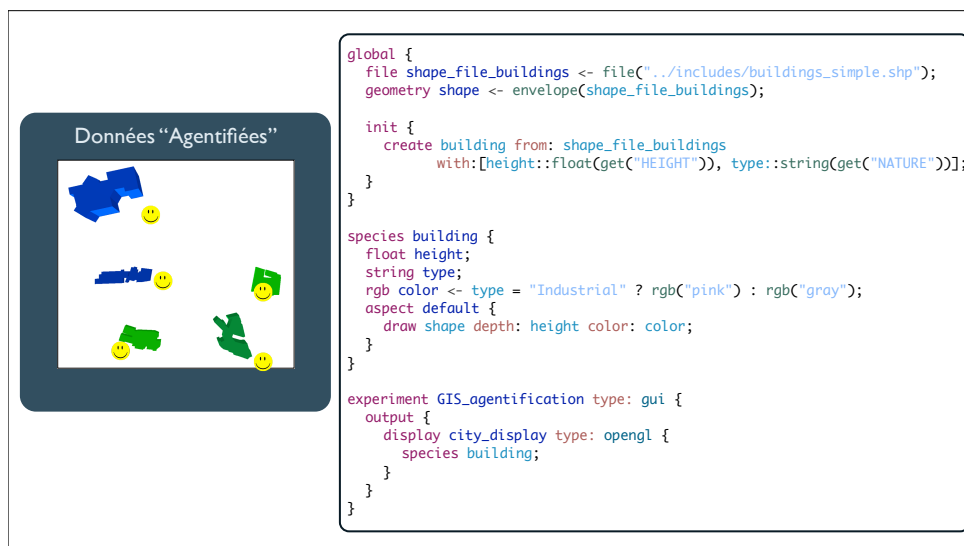 Données “Agentifiées”
global {
file shape_file_buildings <- file("../includes/buildings_simple.shp");
geometry shape <- envelope(shape_file_buildings);
init {
create building from: shape_file_buildings
with:[height::float(get("HEIGHT")), type::string(get("NATURE"))];
}
}
species building {
float height;
string type;
rgb color <- type = "Industrial" ? rgb("pink") : rgb("gray");
aspect default {
draw shape depth: height color: color;
}
}
experiment GIS_agentification type: gui {
output {
display city_display type: opengl {
species building;
}
}
}